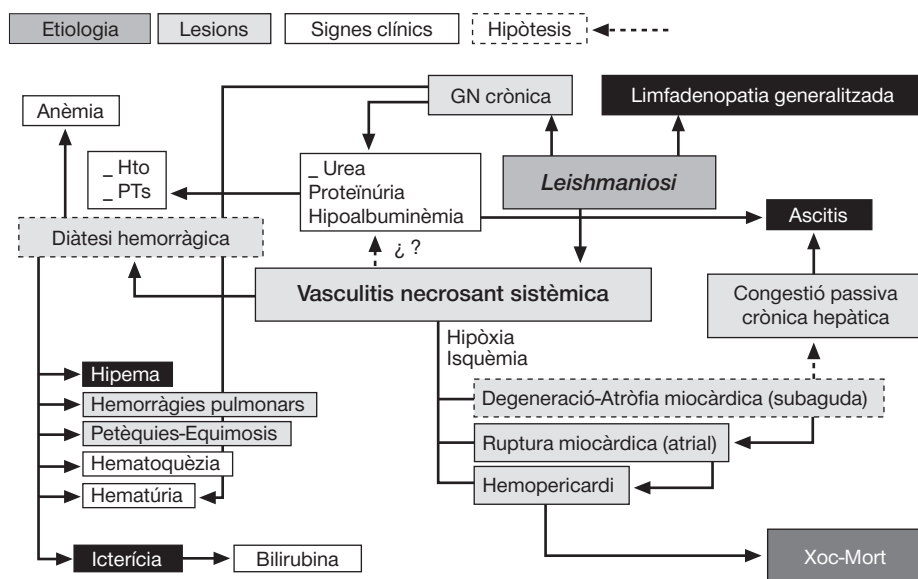 Etiologia
Lesions
Signes clínics
Hipòtesis
GN crònica
Limfadenopatia generalitzada
Anèmia
_ Hto
_ PTs
_ Urea
Proteïnúria
Hipoalbuminèmia
Leishmaniosi
Ascitis
Diàtesi hemorràgica
¿ ?
Vasculitis necrosant sistèmica
Congestió passiva
crònica hepàtica
Hipòxia
Isquèmia
Hipema
Hemorràgies pulmonars
Petèquies-Equimosis
Hematoquèzia
Hematúria
Degeneració-Atròfia miocàrdica (subaguda)
Ruptura miocàrdica (atrial)
Hemopericardi
Icterícia
Bilirubina
Xoc-Mort